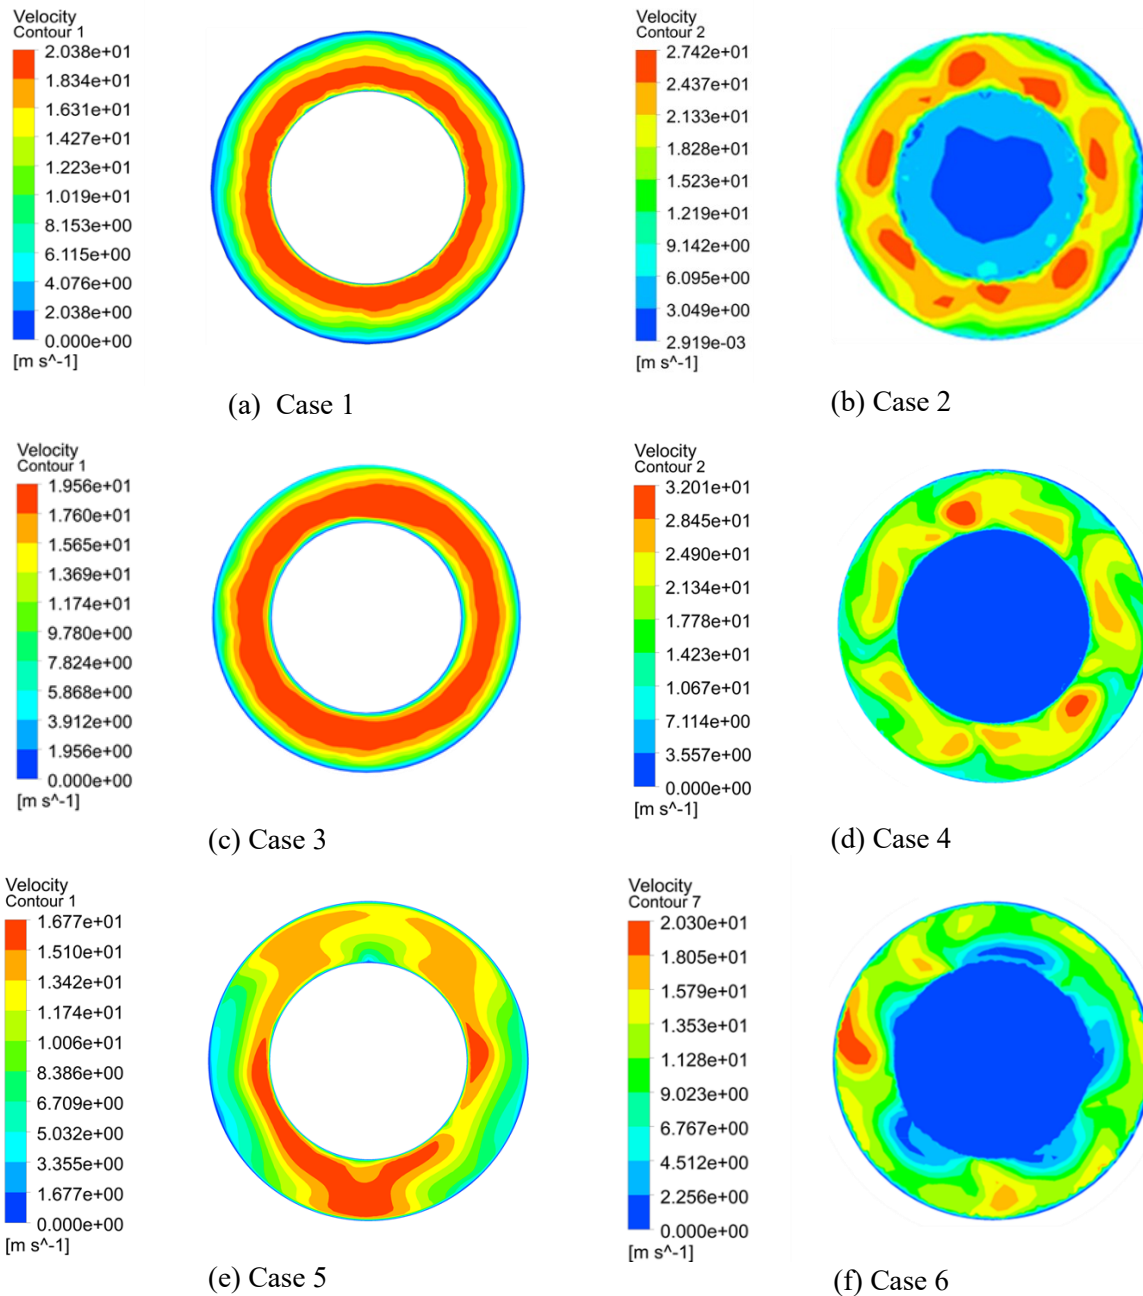 Velocity
Contour 1
2.038e+01
1.834e+01
1.631e+01
1.427e+01
1.223e+01
1.019e+01
8.153e+00
6.115e+00
4.076e+00
2.038e+00
0.000e+00
[m s^-1]
(a) Case 1
Velocity
Contour 2
2.742e+01
2.437e+01
2.133e+01
1.828e+01
1.523e+01
1.219e+01
9.142e+00
6.095e+00
3.049e+00
2.919e-03
[m s^-1]
(b) Case 2
Velocity
Contour 1
1.956e+01
1.760e+01
1.565e+01
1.369e+01
1.174e+01
9.780e+00
7.824e+00
5.868e+00
3.912e+00
1.956e+00
0.000e+00
[m s^-1]
(c) Case 3
Velocity
Contour 2
3.201e+01
2.845e+01
2.490e+01
2.134e+01
1.778e+01
1.423e+01
1.067e+01
7.114e+00
3.557e+00
0.000e+00
[m s^-1]
(d) Case 4
Velocity
Contour 1
1.677e+01
1.510e+01
1.342e+01
1.174e+01
1.006e+01
8.386e+00
6.709e+00
5.032e+00
3.355e+00
1.677e+00
0.000e+00
[m s^-1]
(e) Case 5
Velocity
Contour 7
2.030e+01
1.805e+01
1.579e+01
1.353e+01
1.128e+01
9.023e+00
6.767e+00
4.512e+00
2.256e+00
0.000e+00
[m s^-1]
(f) Case 6